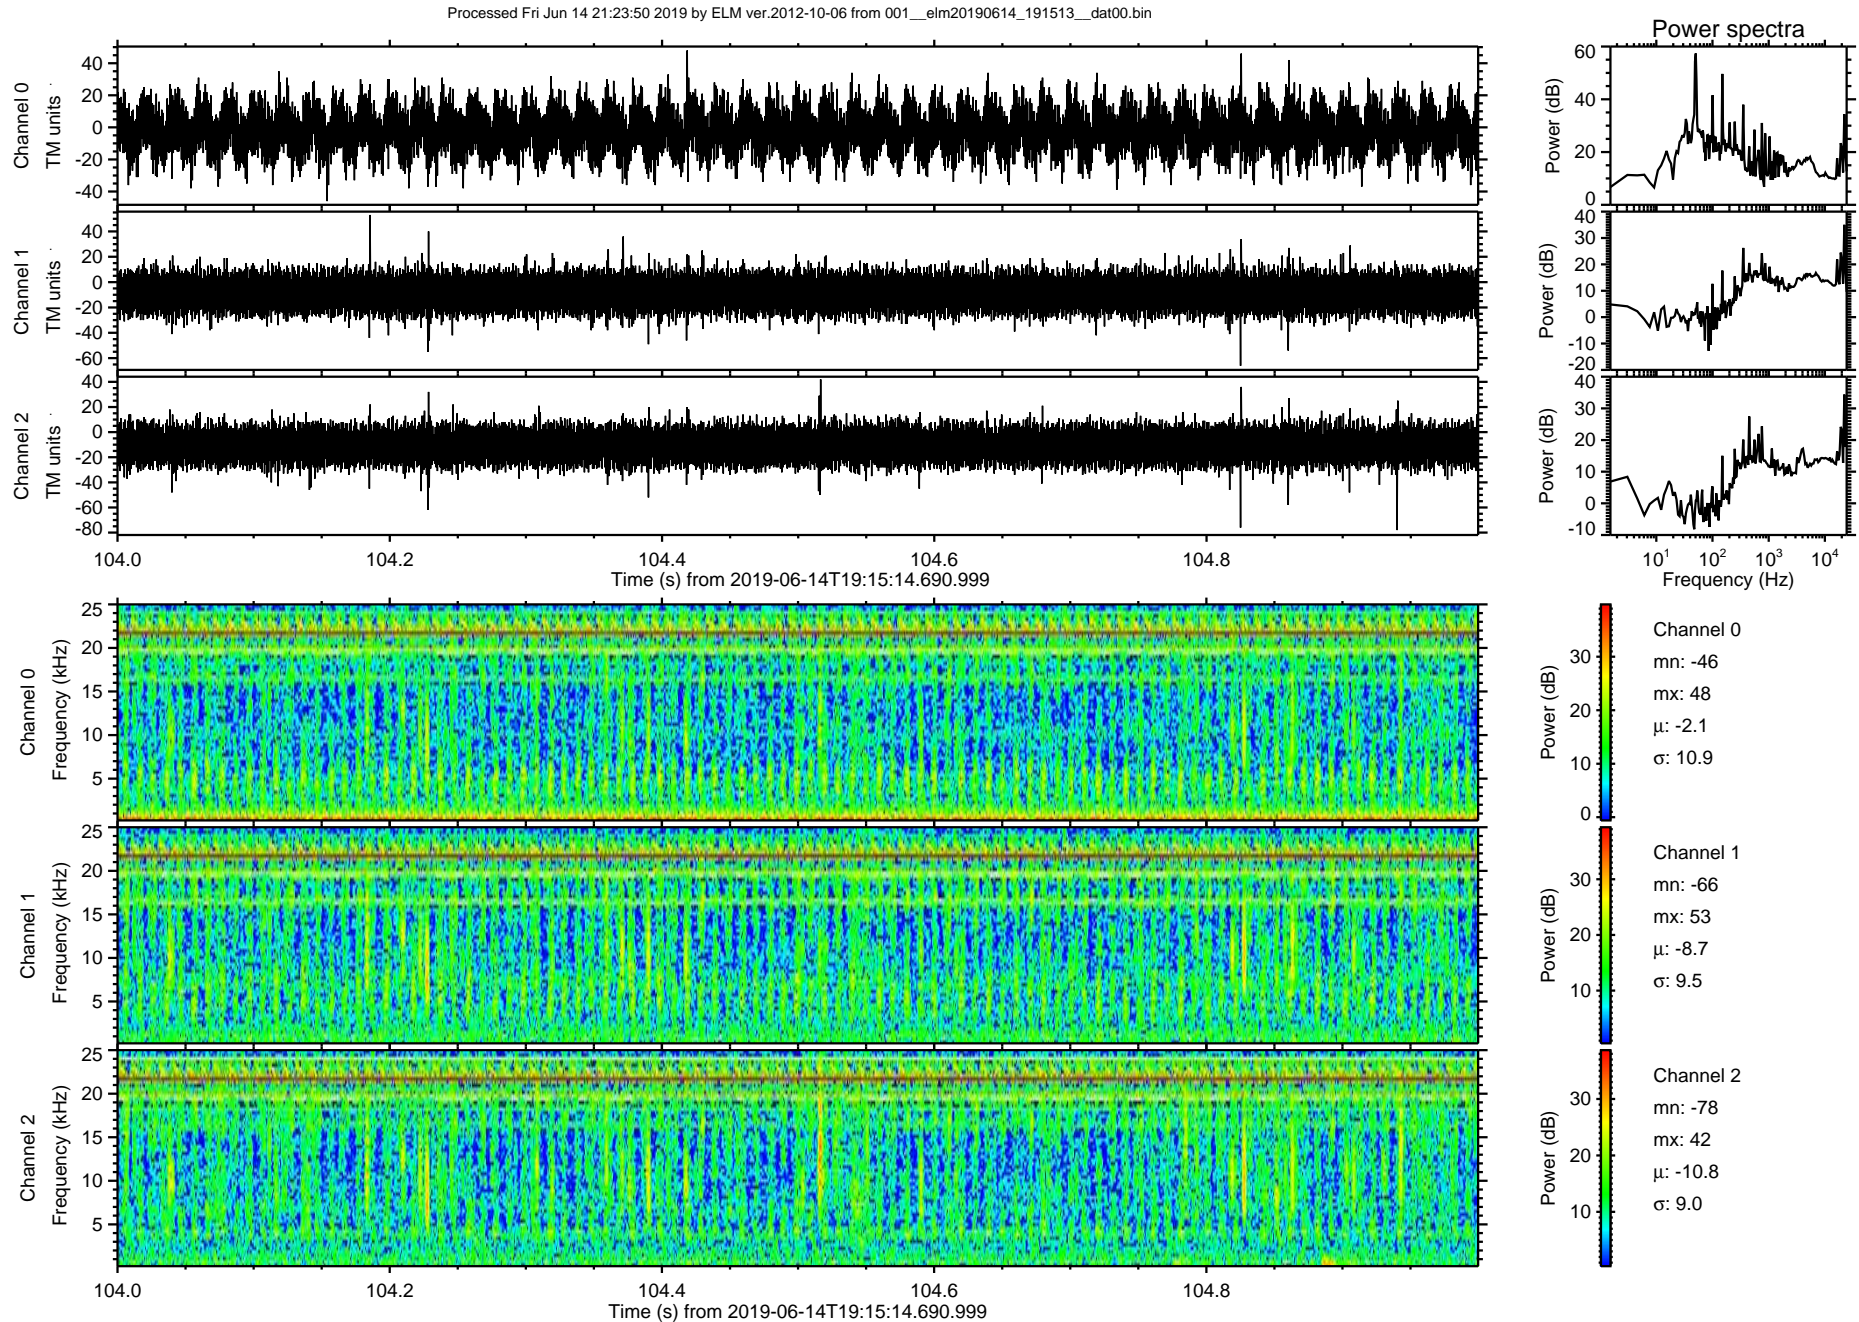 Processed Fri Jun 14 21:23:50 2019 by ELM ver.2012-10-06 from 001__elm20190614_191513__dat00.bin
Power spectra
Channel 0
TM units
40
20
0
-20
-40
Power (dB)
60
40
20
0
Channel 1
TM units
40
20
0
-20
-40
-60
Power (dB)
40
30
20
10
0
-10
-20
Channel 2
TM units
40
20
0
-20
-40
-60
-80
Power (dB)
40
30
20
10
0
-10
104.0 104.2 104.4 104.6 104.8
Time (s) from 2019-06-14T19:15:14.690.999
10^1 10^2 10^3 10^4
Frequency (Hz)
Channel 0
Frequency (kHz)
25
20
15
10
5
Power (dB)
30
20
10
0
Channel 0
mn: -46
mx: 48
μ: -2.1
σ: 10.9
Channel 1
Frequency (kHz)
25
20
15
10
5
Power (dB)
30
20
10
Channel 1
mn: -66
mx: 53
μ: -8.7
σ: 9.5
Channel 2
Frequency (kHz)
25
20
15
10
5
Power (dB)
30
20
10
Channel 2
mn: -78
mx: 42
μ: -10.8
σ: 9.0
104.0 104.2 104.4 104.6 104.8
Time (s) from 2019-06-14T19:15:14.690.999